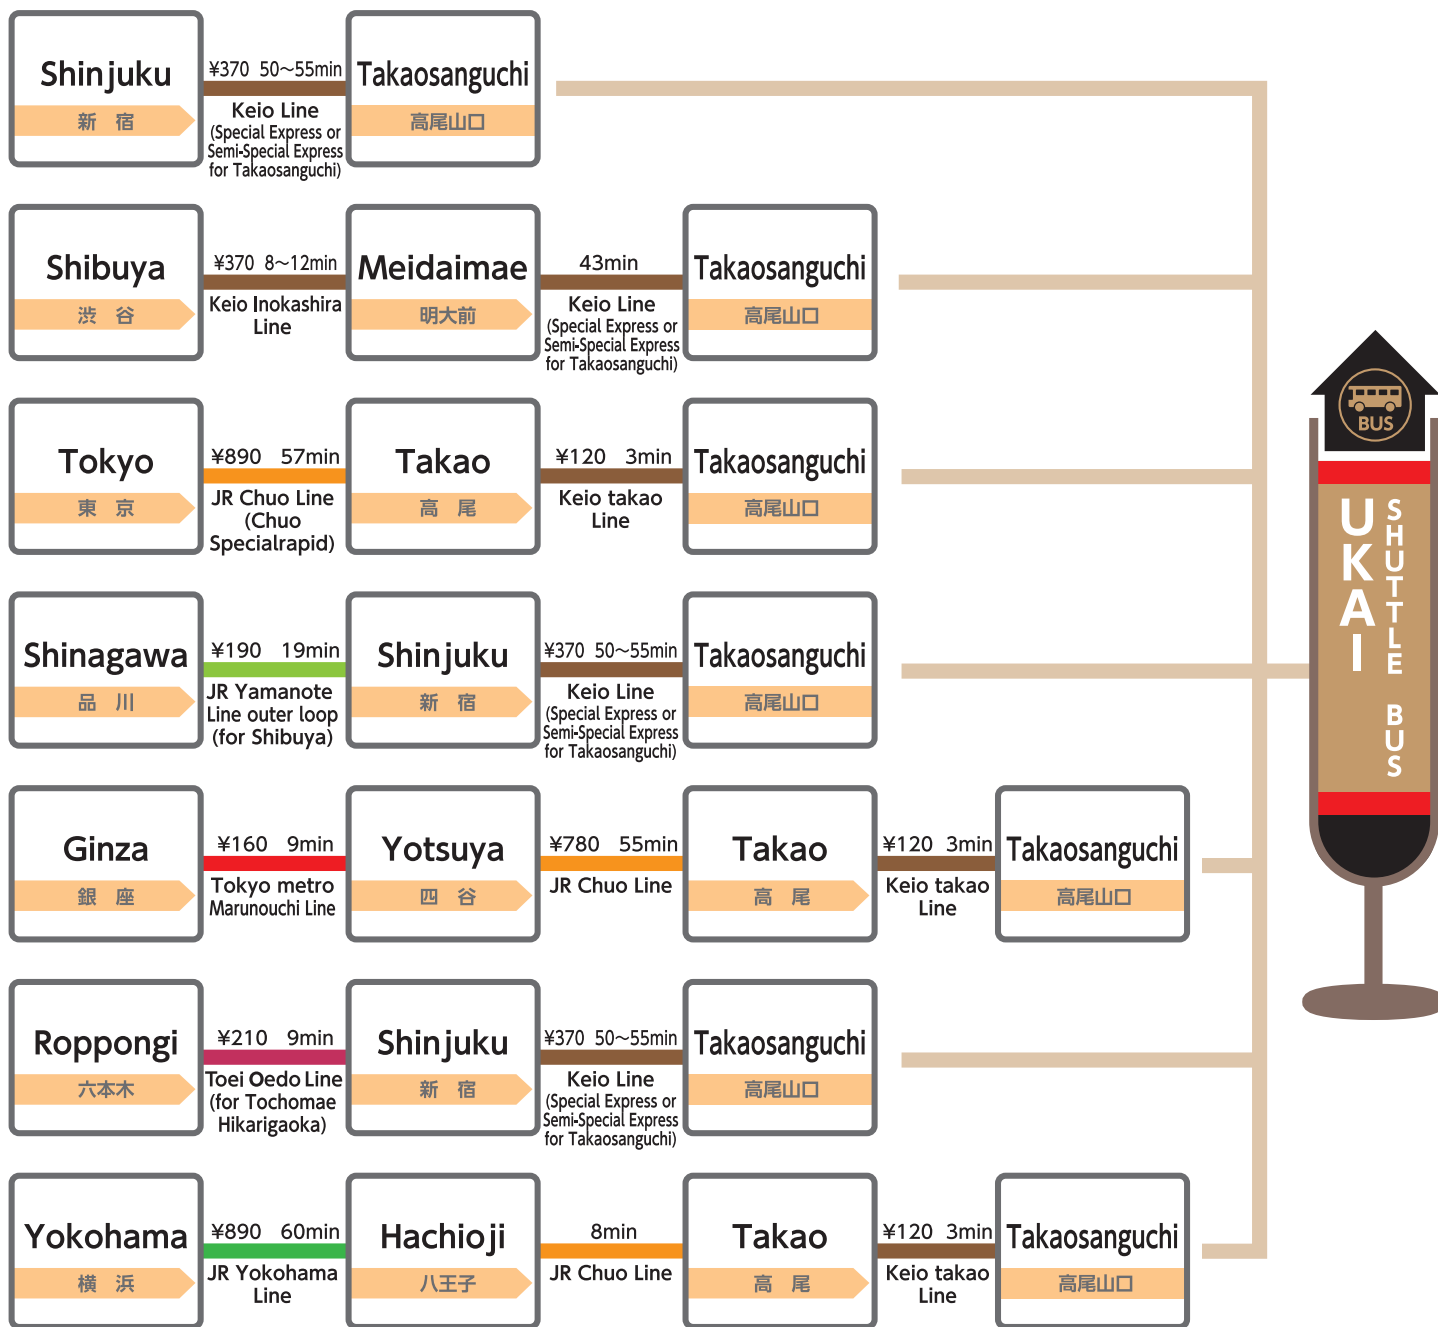 Shinjuku
新 宿
¥370 50~55min
Keio Line
(Special Express or
Semi-Special Express
for Takaosanguchi)
Takaosanguchi
高尾山口
Shibuya
渋 谷
¥370 8~12min
Keio Inokashira
Line
Meidaimae
明大前
43min
Keio Line
(Special Express or
Semi-Special Express
for Takaosanguchi)
Takaosanguchi
高尾山口
Tokyo
東 京
¥890 57min
JR Chuo Line
(Chuo
Specialrapid)
Takao
高 尾
¥120 3min
Keio takao
Line
Takaosanguchi
高尾山口
Shinagawa
品 川
¥190 19min
JR Yamanote
Line outer loop
(for Shibuya)
Shinjuku
新 宿
¥370 50~55min
Keio Line
(Special Express or
Semi-Special Express
for Takaosanguchi)
Takaosanguchi
高尾山口
Ginza
銀 座
¥160 9min
Tokyo metro
Marunouchi Line
Yotsuya
四 谷
¥780 55min
JR Chuo Line
Takao
高 尾
¥120 3min
Keio takao
Line
Takaosanguchi
高尾山口
Roppongi
六本木
¥210 9min
Toei Oedo Line
(for Tochomae
Hikarigaoka)
Shinjuku
新 宿
¥370 50~55min
Keio Line
(Special Express or
Semi-Special Express
for Takaosanguchi)
Takaosanguchi
高尾山口
Yokohama
横 浜
¥890 60min
JR Yokohama
Line
Hachioji
八王子
8min
JR Chuo Line
Takao
高 尾
¥120 3min
Keio takao
Line
Takaosanguchi
高尾山口
BUS
UKAI
SHUTTLE BUS